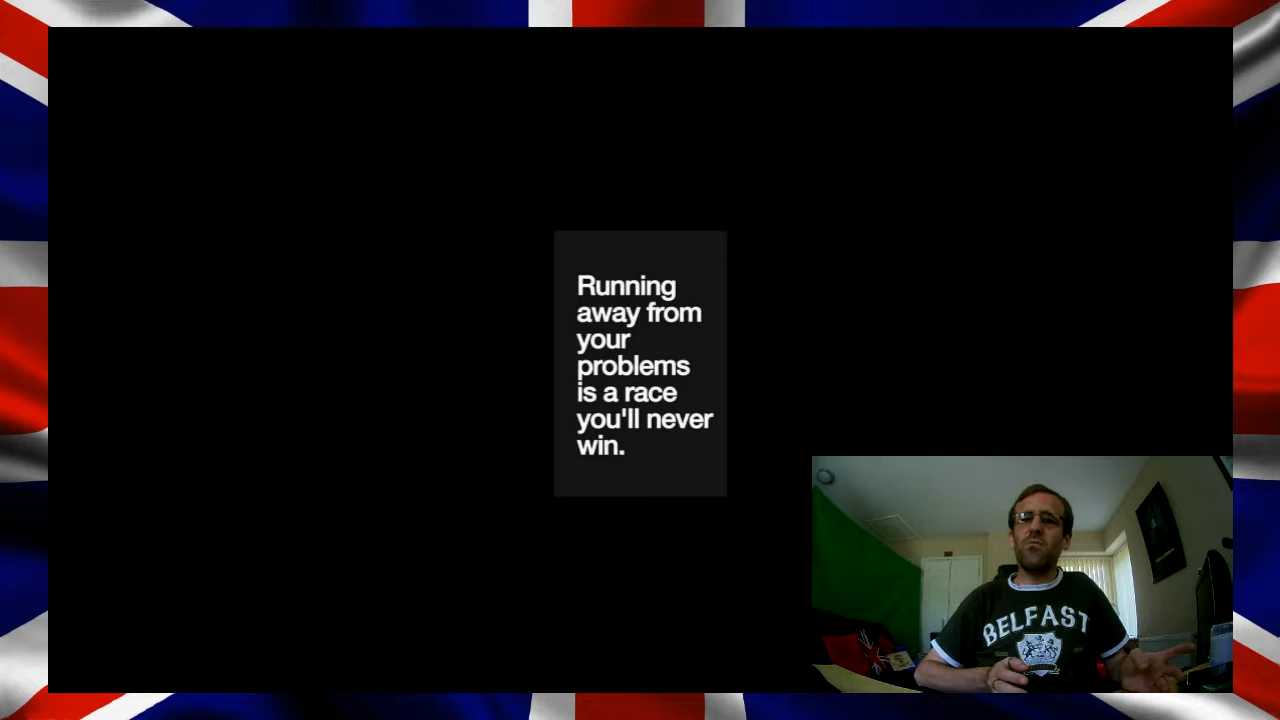 Running
away from
your
problems
is a race
you'll never
win.
BELFAST